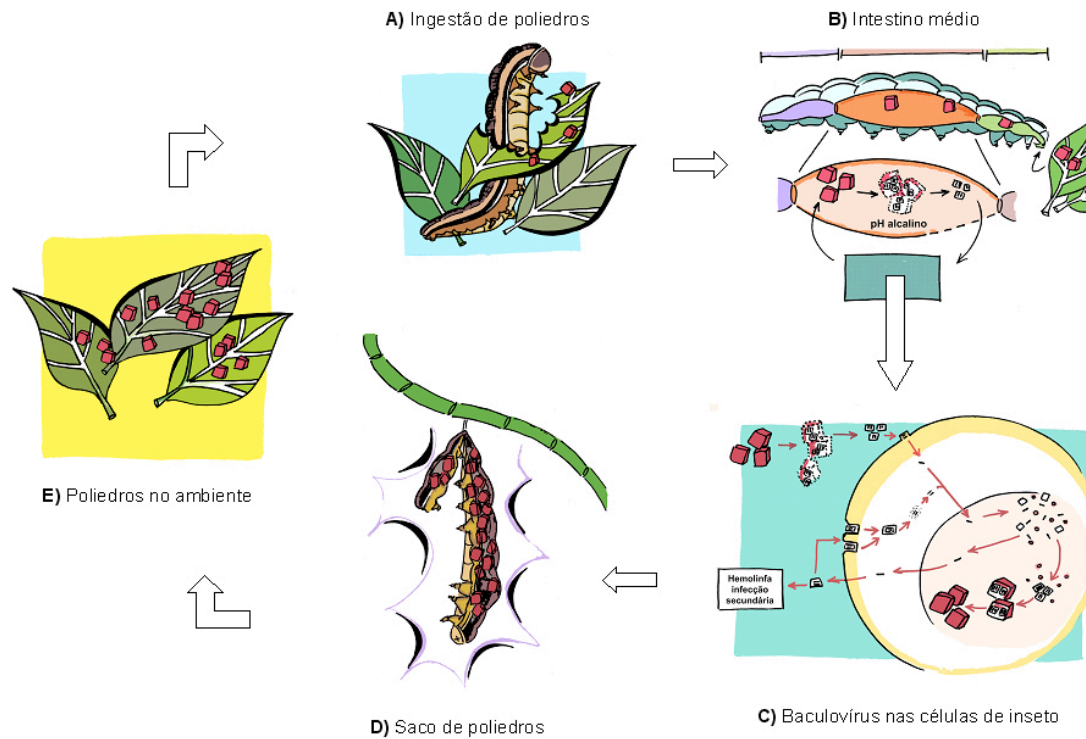 A) Ingestão de poliedros
B) Intestino médio
pH alcalino
E) Poliedros no ambiente
Hemolinfa
infecção
secundária
D) Saco de poliedros
C) Baculovírus nas células de inseto